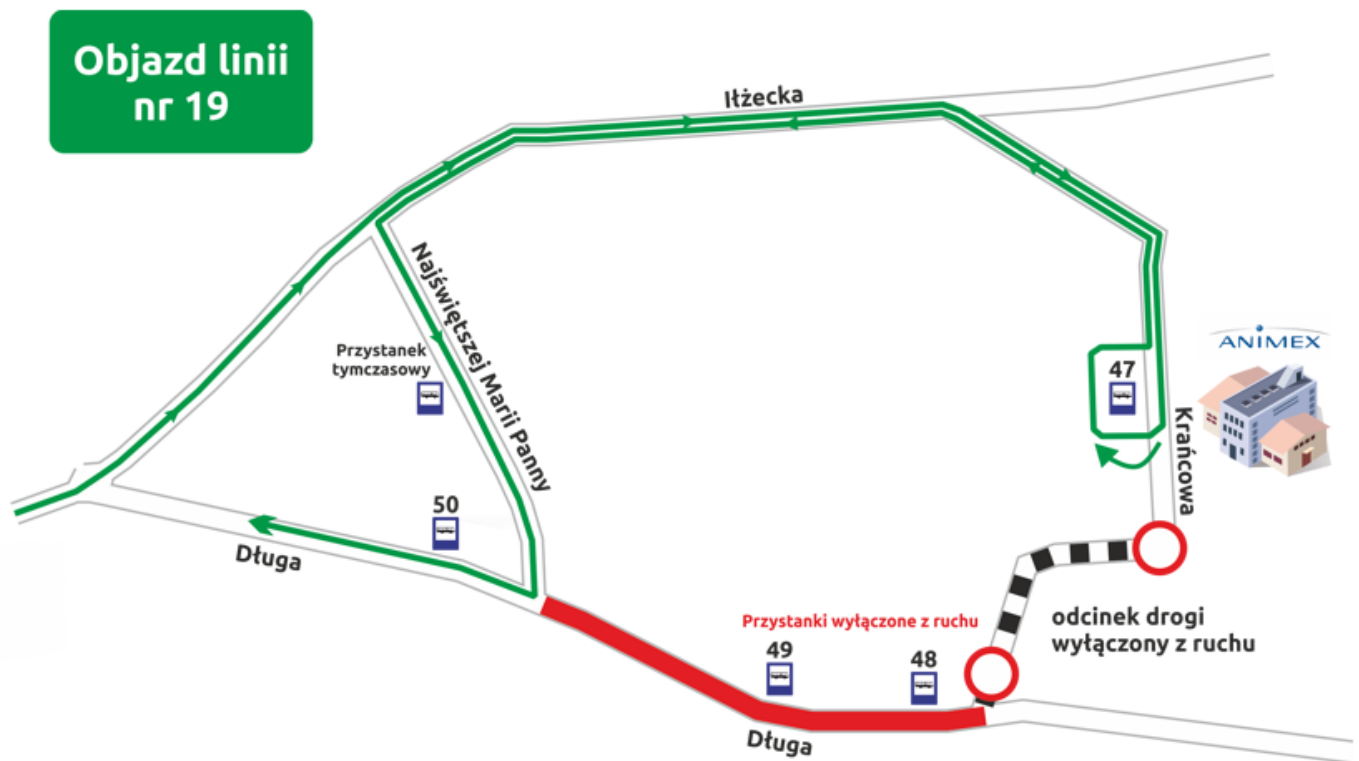 Objazd linii
nr 19
Iłżecka
Najświętszej Marii Panny
Przystanek
tymczasowy
ANIMEX
47
Krańcowa
50
Długa
odcinek drogi
wyłączony z ruchu
Przystanki wyłączone z ruchu
49
48
Długa